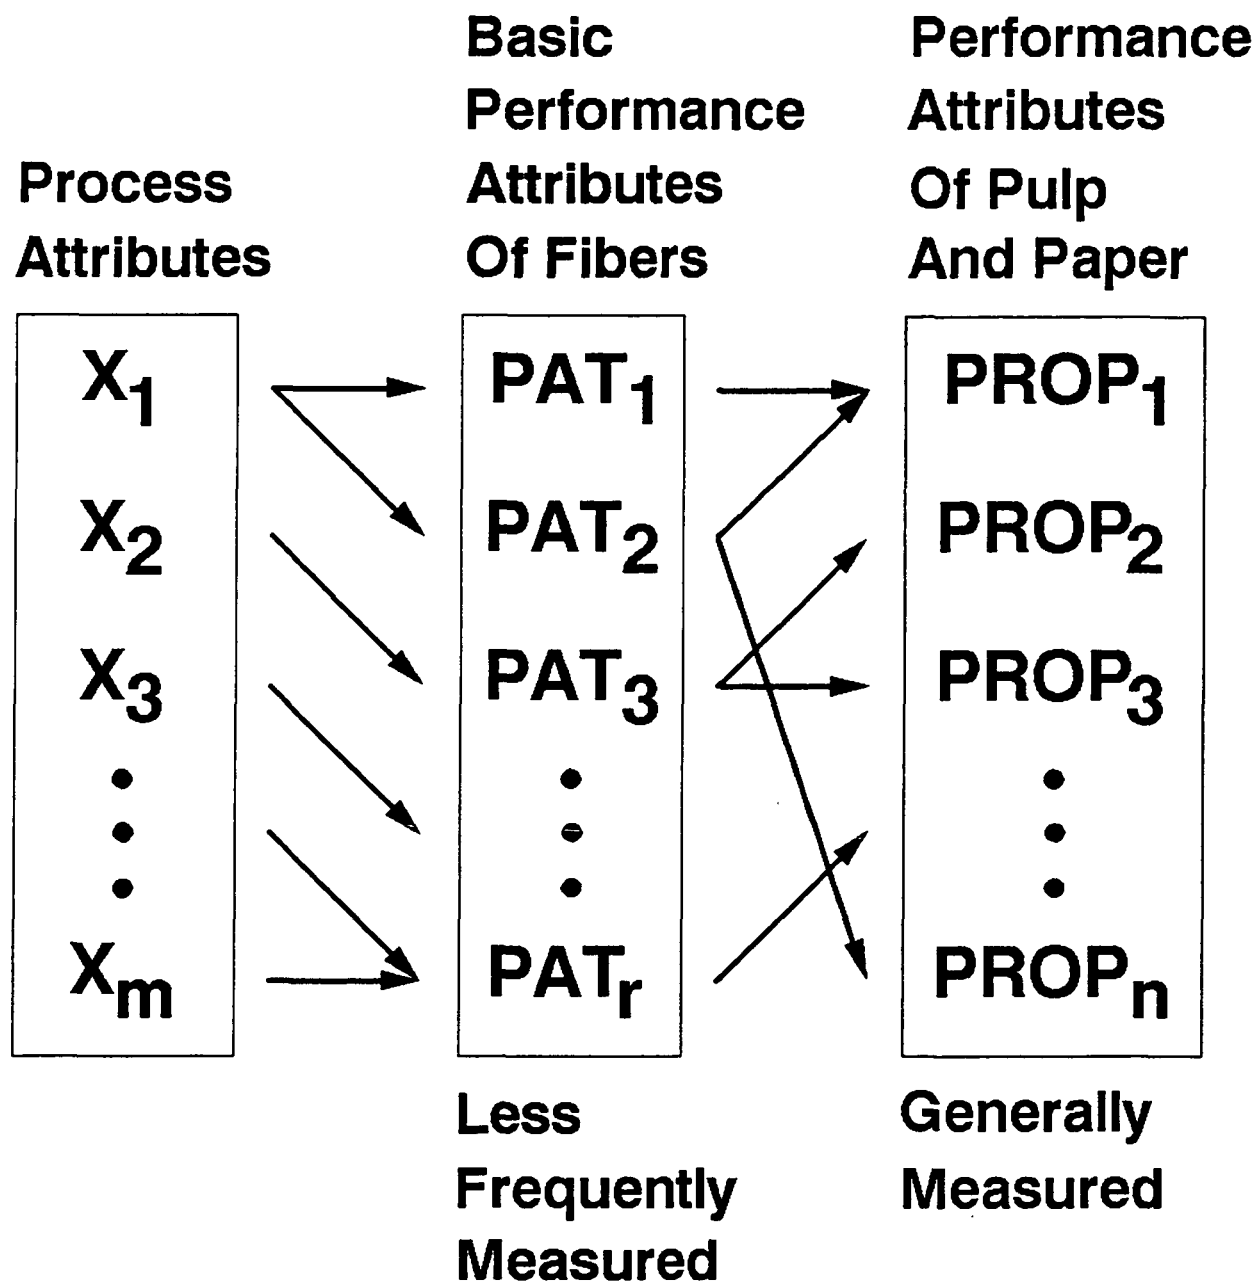 Process
Attributes
X1
X2
X3
Xm
Basic
Performance
Attributes
Of Fibers
PAT1
PAT2
PAT3
PATr
Less
Frequently
Measured
Performance
Attributes
Of Pulp
And Paper
PROP1
PROP2
PROP3
PROPn
Generally
Measured